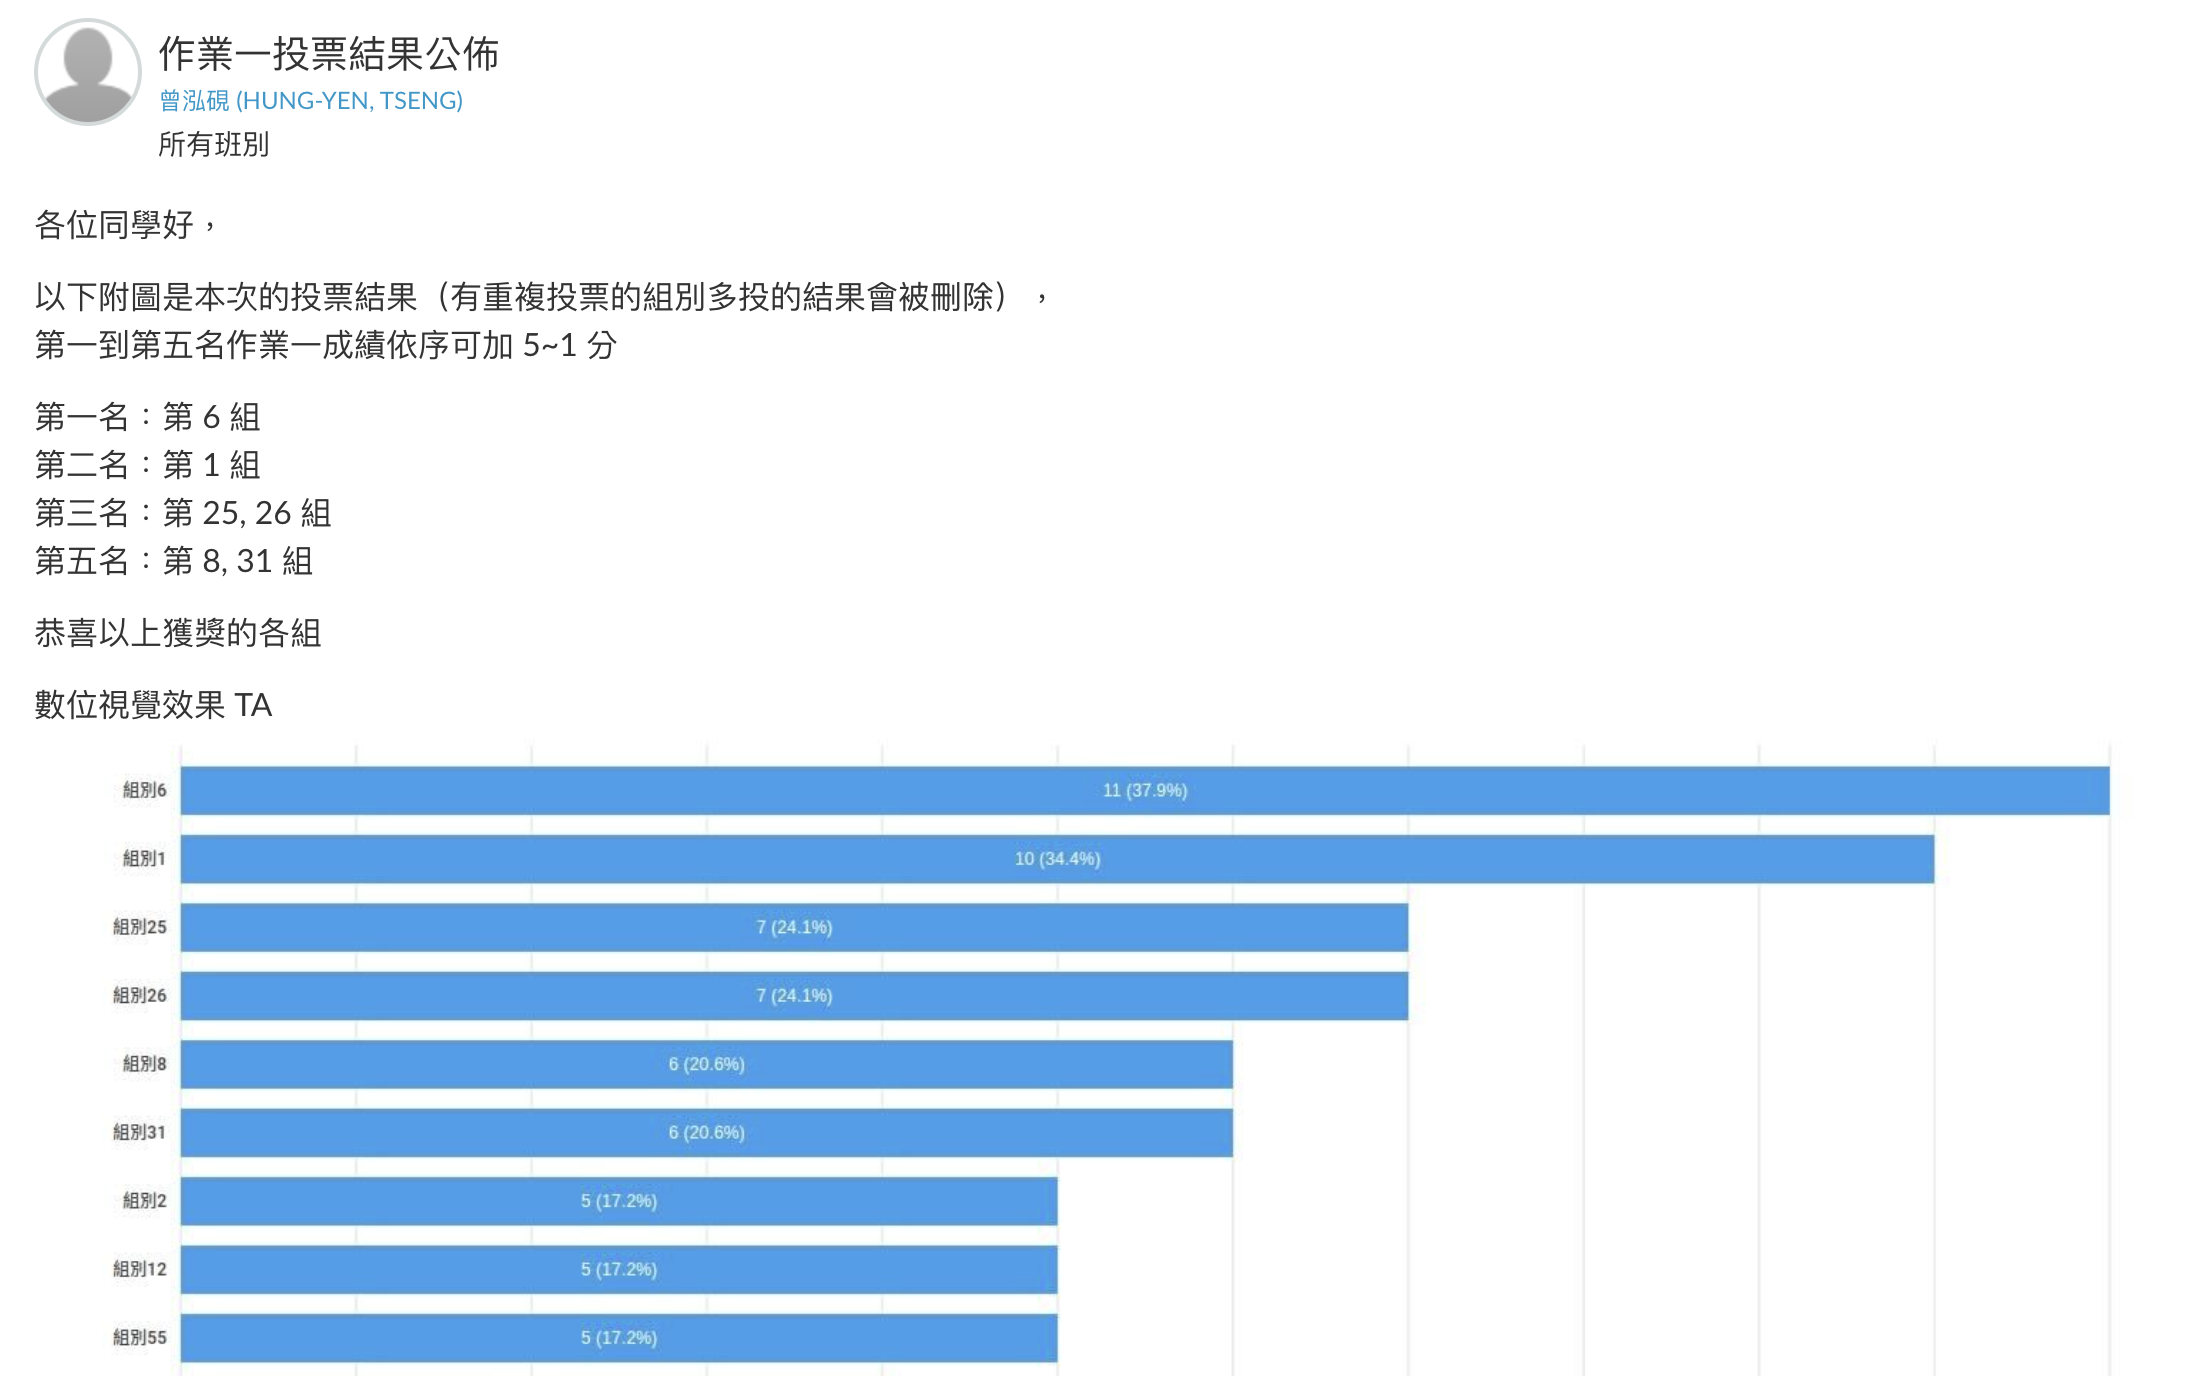 作業一投票結果公佈
曾泓硯 (HUNG-YEN, TSENG)
所有班別
各位同學好，
以下附圖是本次的投票結果（有重複投票的組別多投的結果會被刪除），
第一到第五名作業一成績依序可加 5~1 分
第一名：第 6 組
第二名：第 1 組
第三名：第 25, 26 組
第五名：第 8, 31 組
恭喜以上獲獎的各組
數位視覺效果 TA
組別6 11 (37.9%)
組別1 10 (34.4%)
組別25 7 (24.1%)
組別26 7 (24.1%)
組別8 6 (20.6%)
組別31 6 (20.6%)
組別2 5 (17.2%)
組別12 5 (17.2%)
組別55 5 (17.2%)